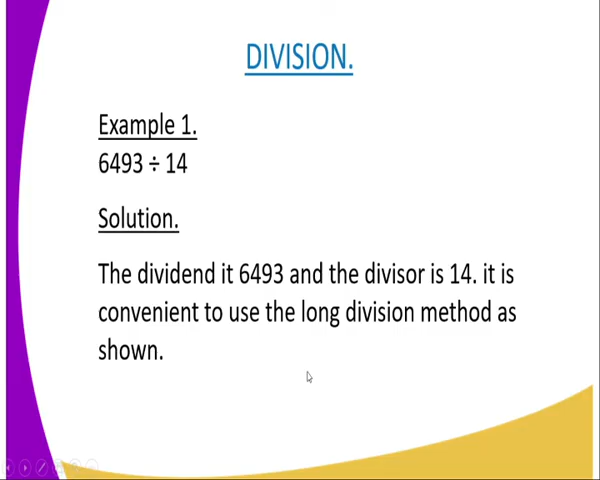 DIVISION.
Example 1.
6493 ÷ 14
Solution.
The dividend it 6493 and the divisor is 14. it is
convenient to use the long division method as
shown.